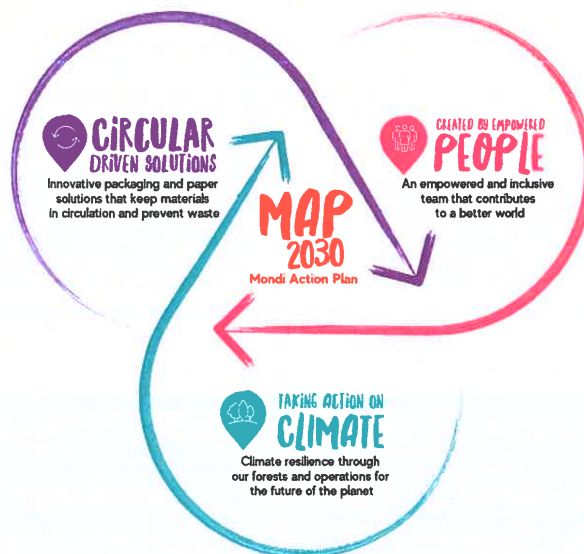 CIRCULAR
DRIVEN SOLUTIONS
Innovative packaging and paper
solutions that keep materials
in circulation and prevent waste
CREATED BY EMPOWERED
PEOPLE
An empowered and inclusive
team that contributes
to a better world
MAP
2030
Mondi Action Plan
TAKING ACTION ON
CLIMATE
Climate resilience through
our forests and operations for
the future of the planet